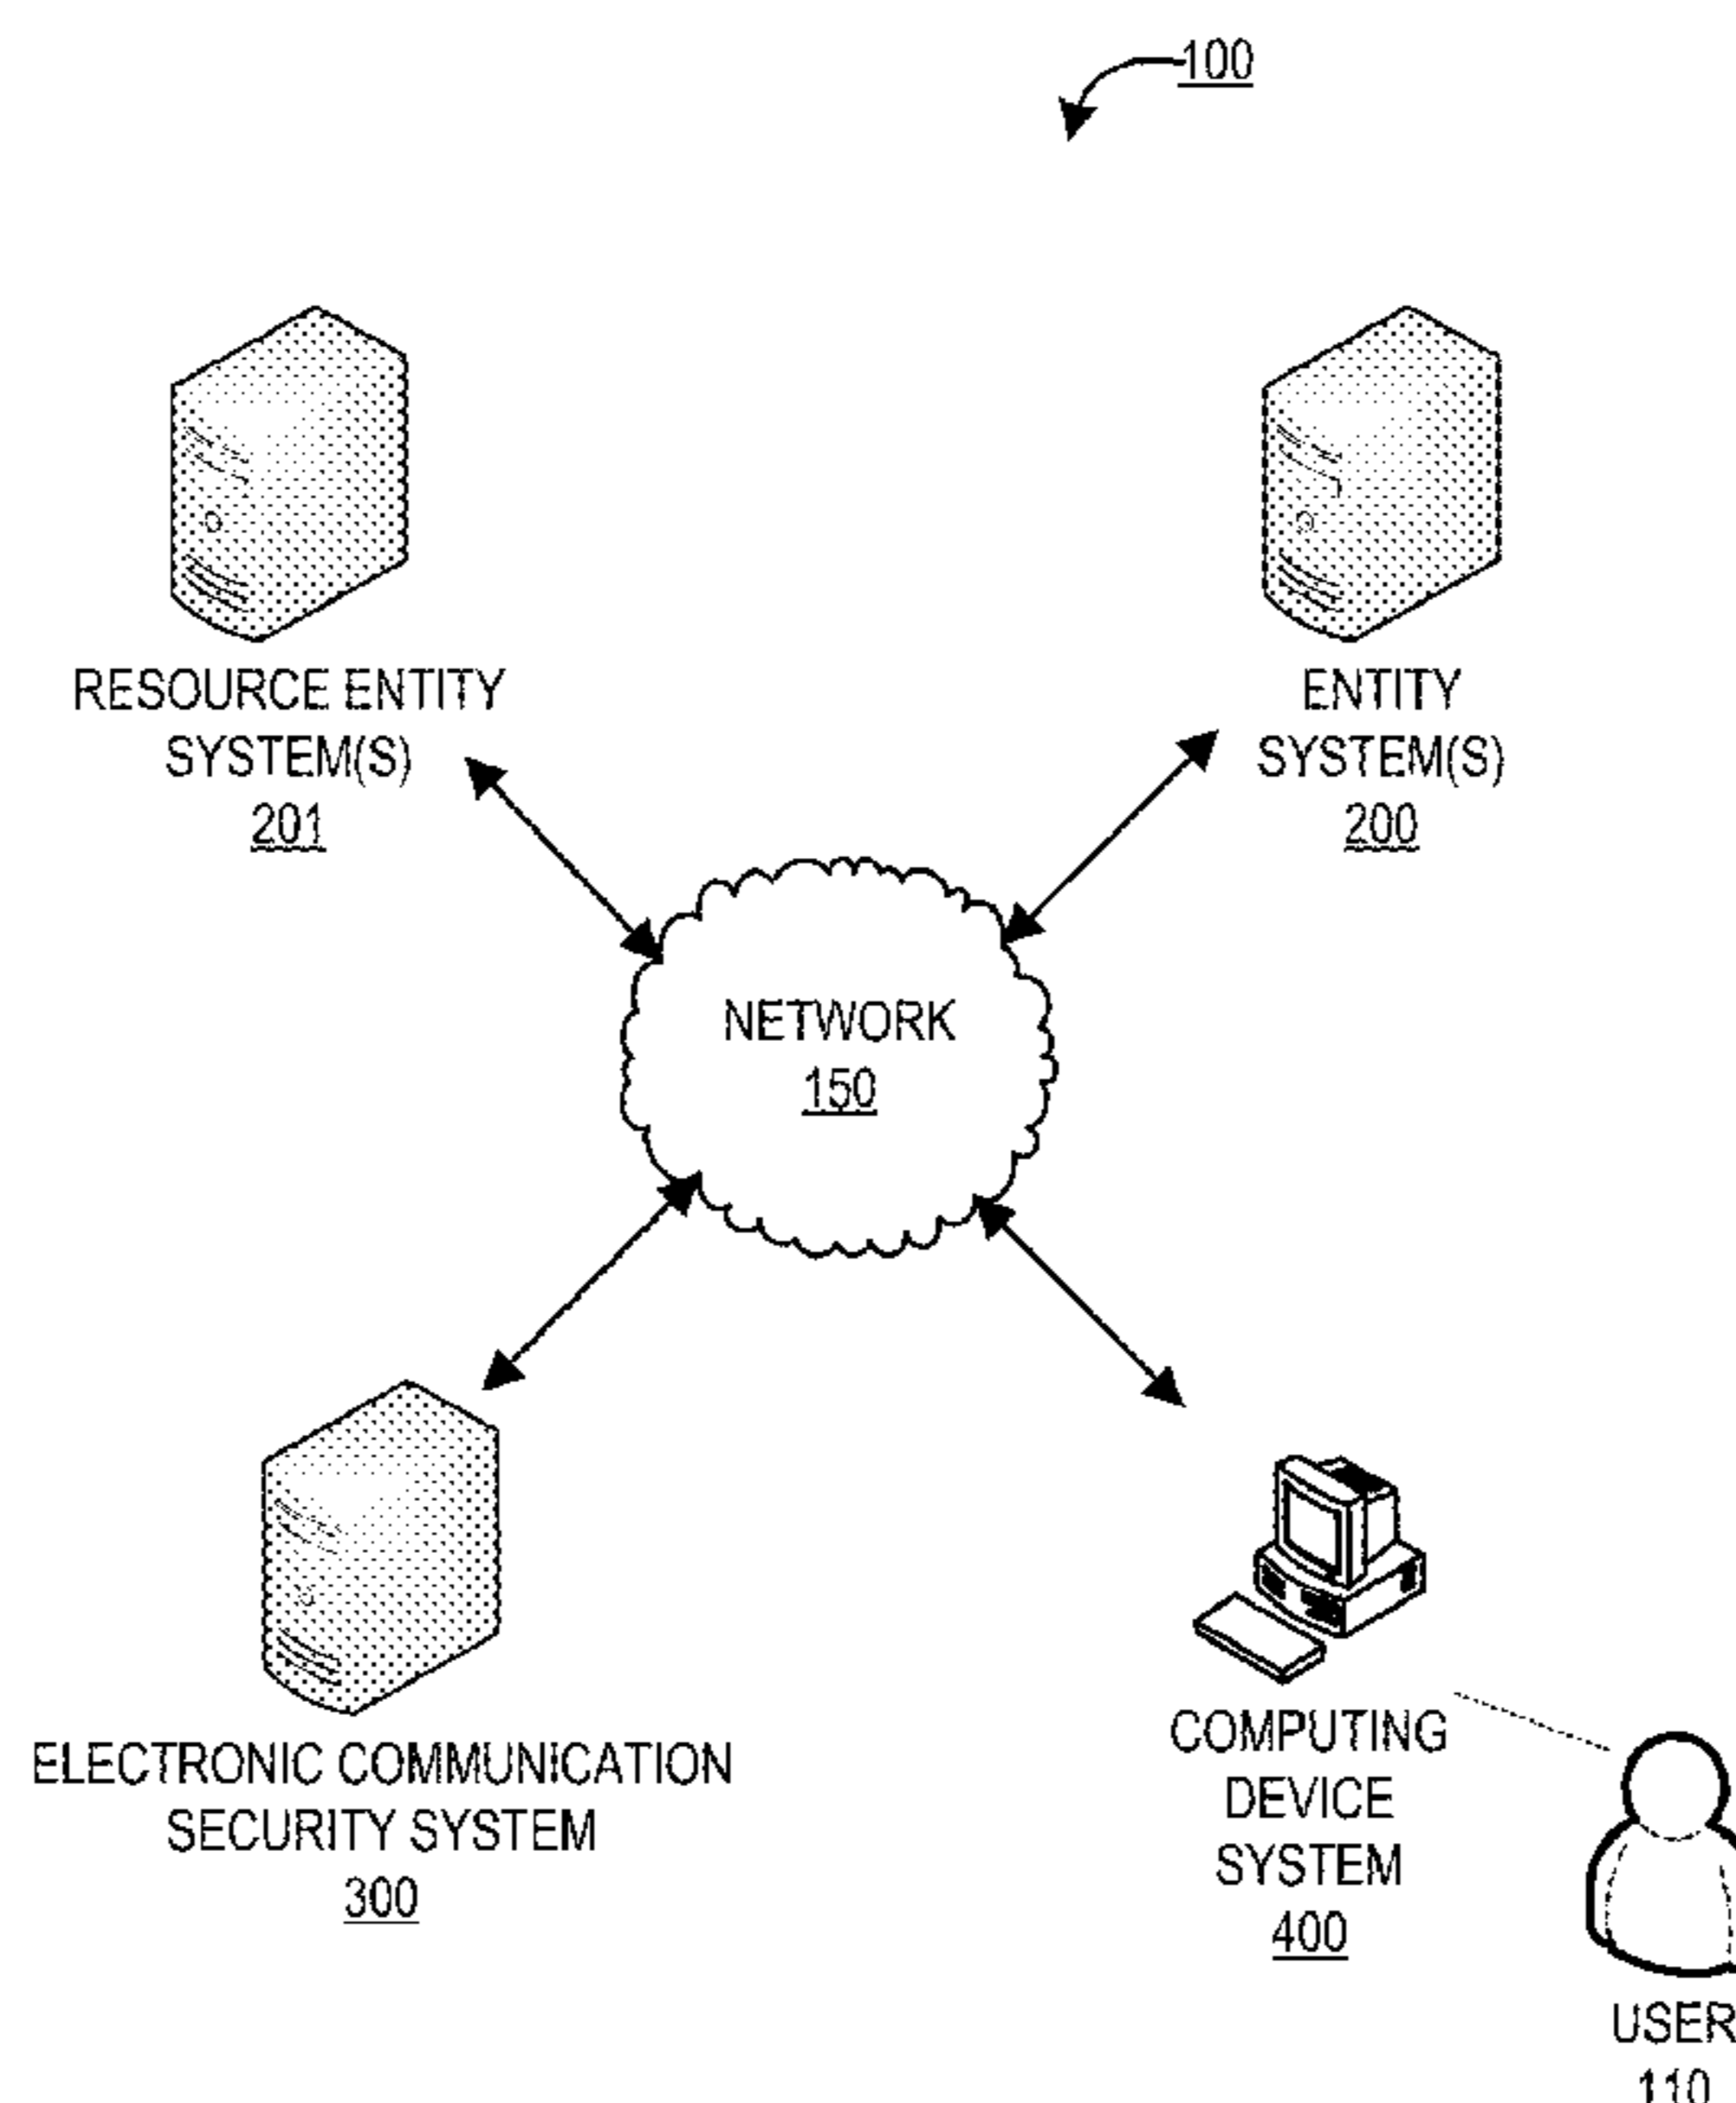 100
RESOURCE ENTITY
SYSTEM(S)
201
ENTITY
SYSTEM(S)
200
NETWORK
150
ELECTRONIC COMMUNICATION
SECURITY SYSTEM
300
COMPUTING
DEVICE
SYSTEM
400
USER
110